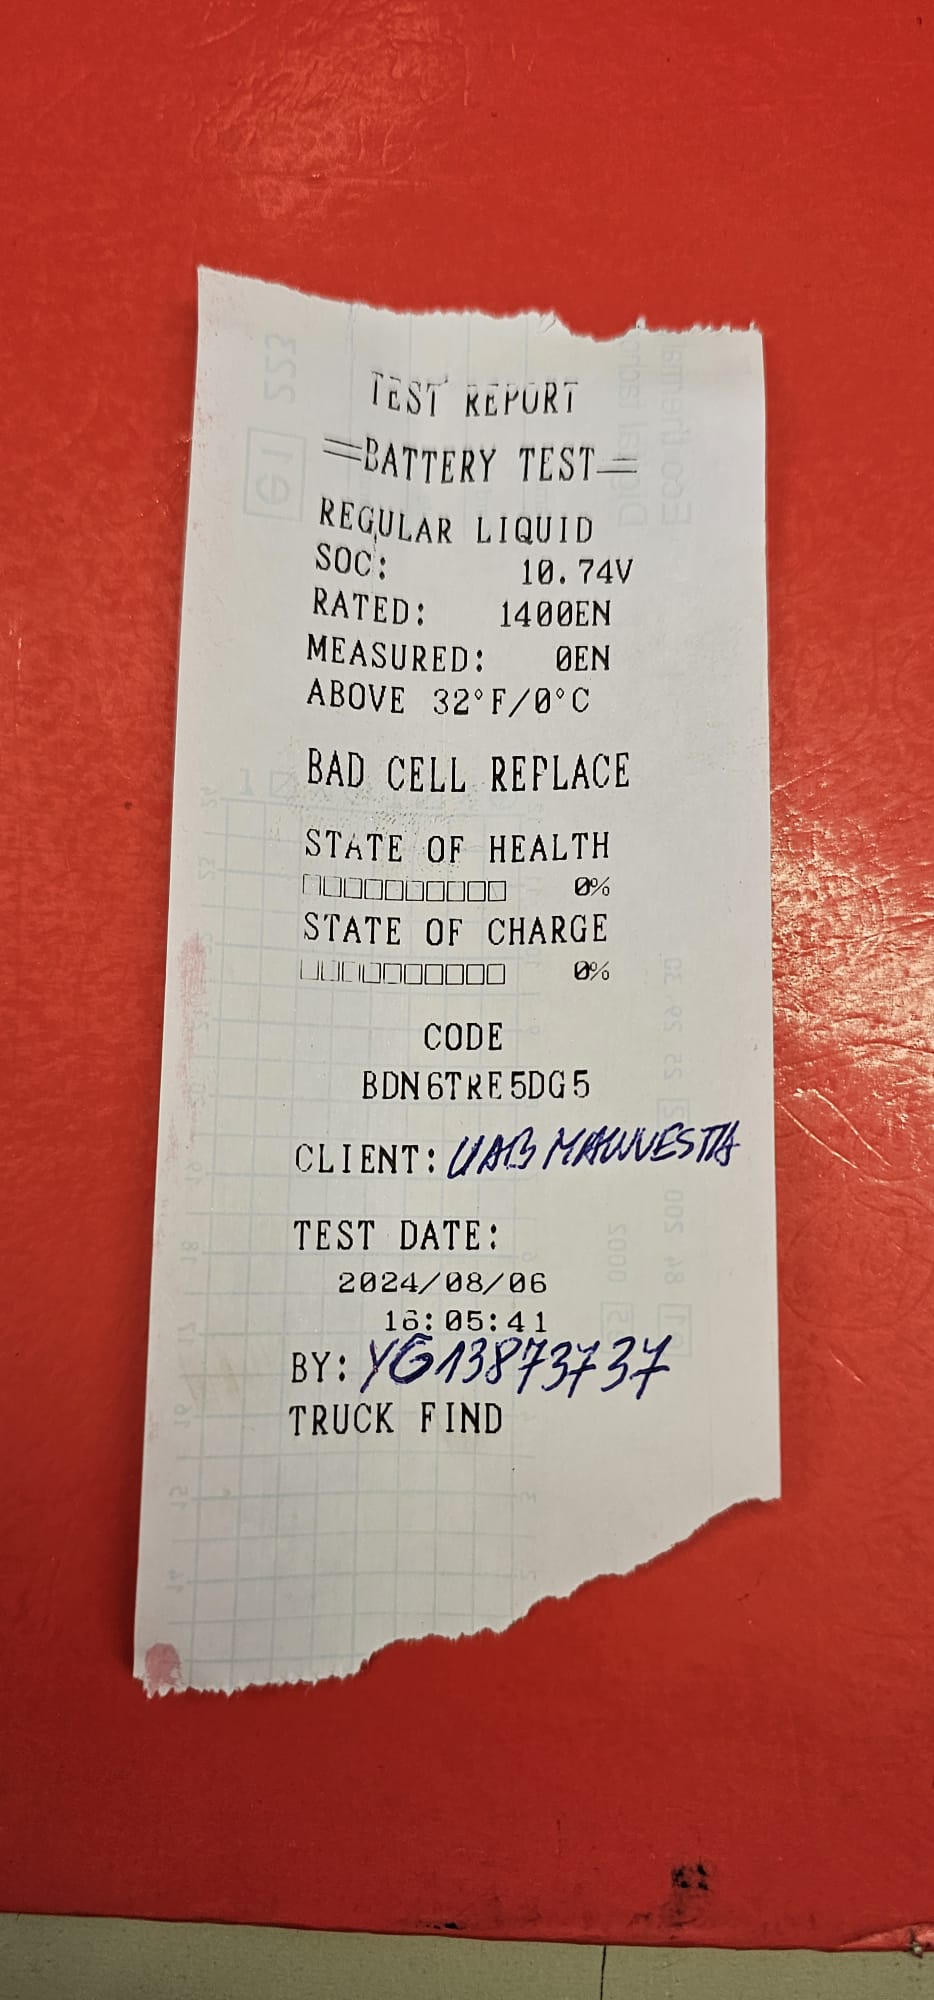 TEST REPORT
=BATTERY TEST=
REGULAR LIQUID
SOC: 10.74V
RATED: 1400EN
MEASURED: 0EN
ABOVE 32°F/0°C
BAD CELL REPLACE
STATE OF HEALTH
0%
STATE OF CHARGE
0%
CODE
BDN6TRE5DG5
CLIENT: UAB
TEST DATE:
2024/08/06
16:05:41
BY: YG13873737
TRUCK FIND